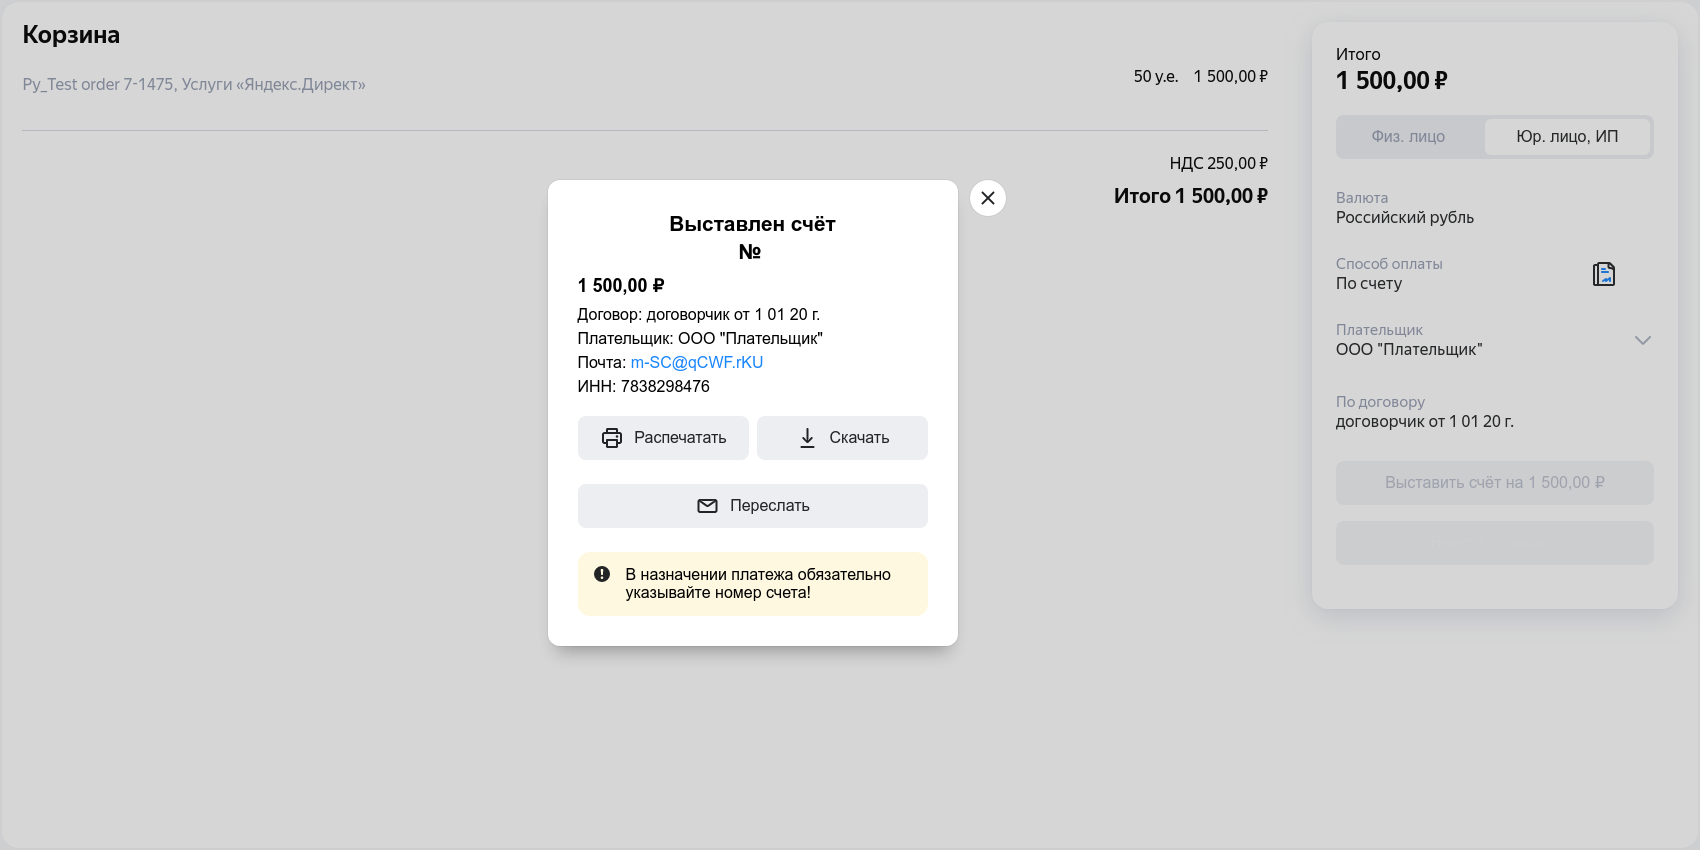 Корзина
Py_Test order 7-1475, Услуги «Яндекс.Директ»
50 у.е. 1 500,00 ₽
НДС 250,00 ₽
Итого 1 500,00 ₽
Выставлен счёт
№
1 500,00 ₽
Договор: договорчик от 1 01 20 г.
Плательщик: ООО "Плательщик"
Почта: m-SC@qCWF.rKU
ИНН: 7838298476
Распечатать
Скачать
Переслать
В назначении платежа обязательно
указывайте номер счета!
Итого
1 500,00 ₽
Физ. лицо
Юр. лицо, ИП
Валюта
Российский рубль
Способ оплаты
По счету
Плательщик
ООО "Плательщик"
По договору
договорчик от 1 01 20 г.
Выставить счёт на 1 500,00 ₽